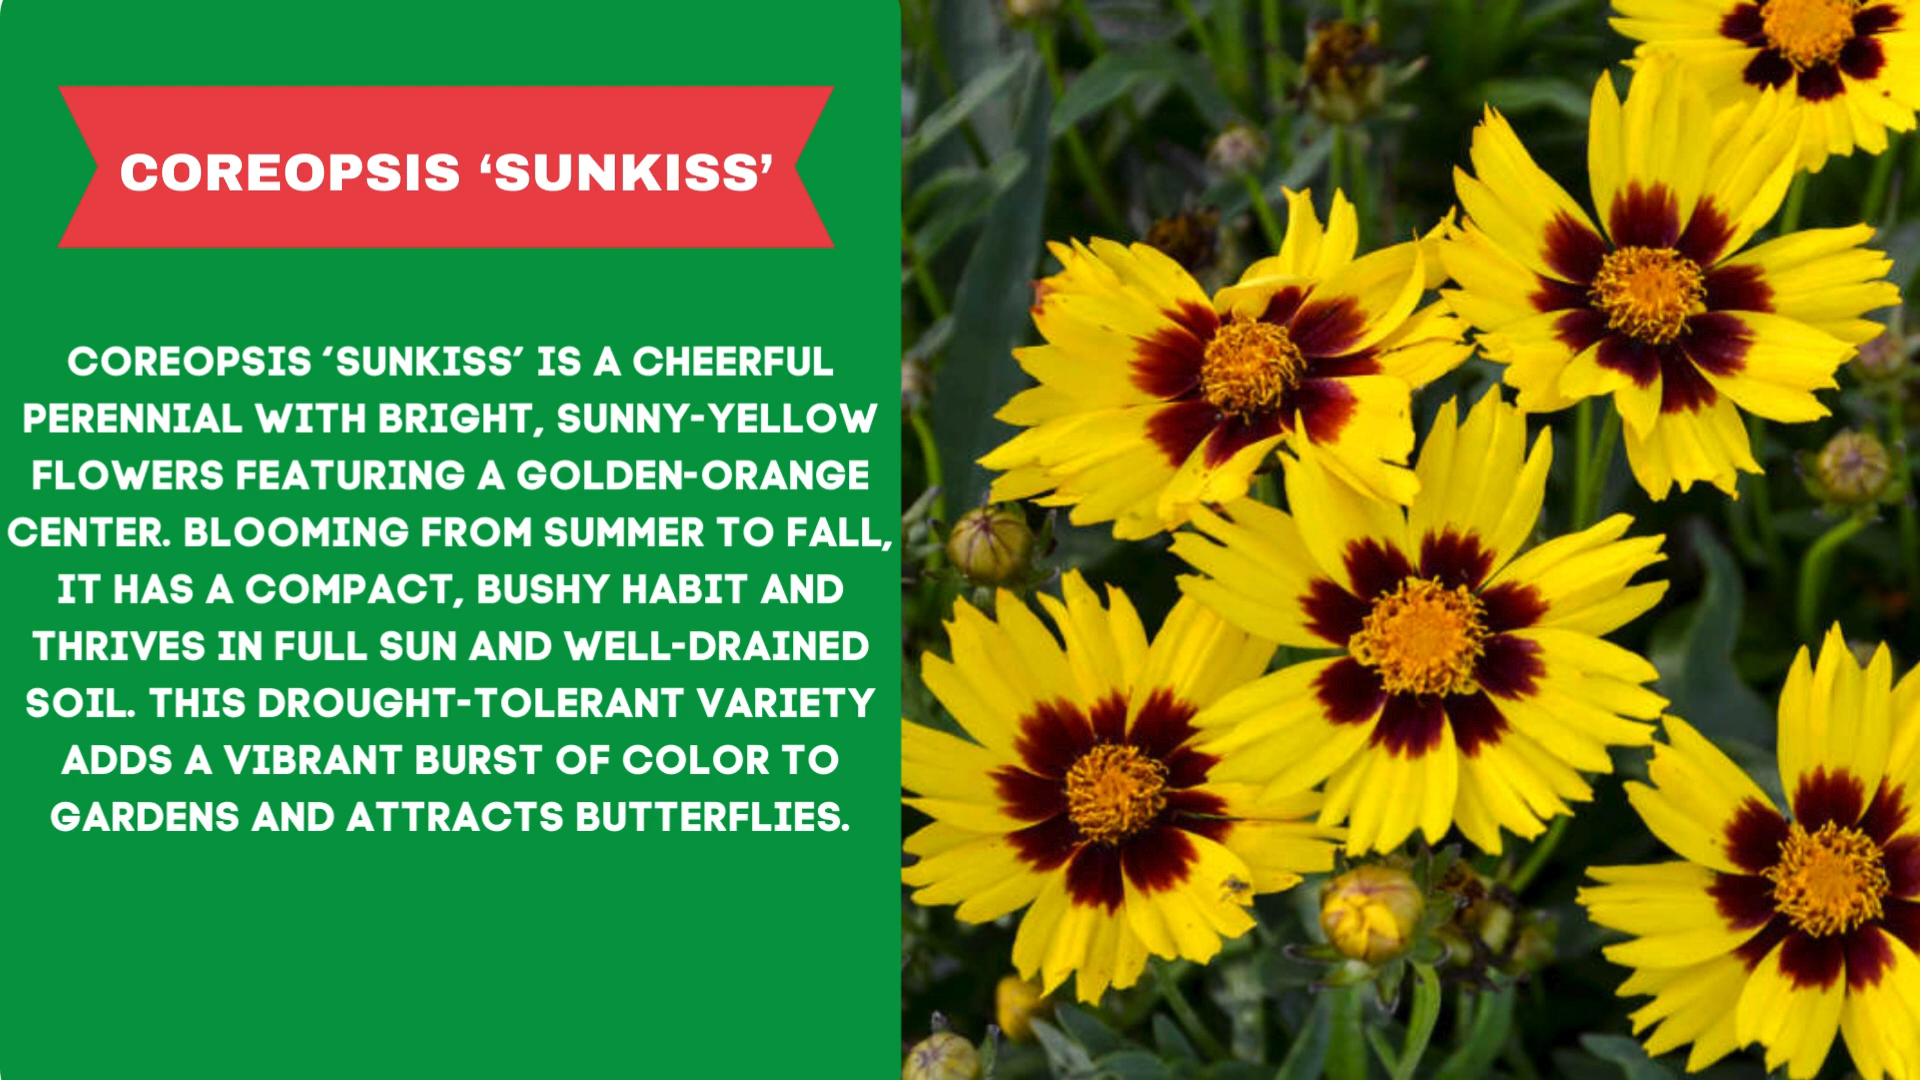 COREOPSIS ‘SUNKISS’
COREOPSIS ‘SUNKISS’ IS A CHEERFUL
PERENNIAL WITH BRIGHT, SUNNY-YELLOW
FLOWERS FEATURING A GOLDEN-ORANGE
CENTER. BLOOMING FROM SUMMER TO FALL,
IT HAS A COMPACT, BUSHY HABIT AND
THRIVES IN FULL SUN AND WELL-DRAINED
SOIL. THIS DROUGHT-TOLERANT VARIETY
ADDS A VIBRANT BURST OF COLOR TO
GARDENS AND ATTRACTS BUTTERFLIES.